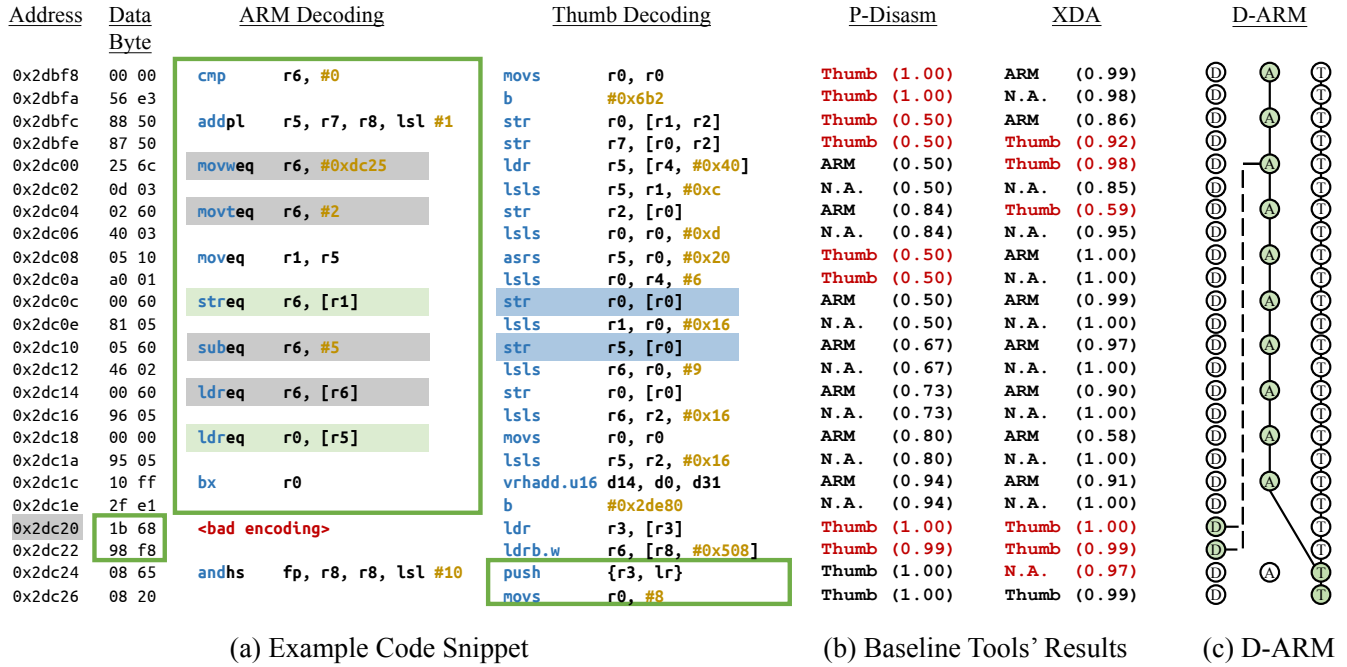 Address Data Byte ARM Decoding Thumb Decoding P-Disasm XDA D-ARM
0x2dbf8 00 00 cmp r6, #0 movs r0, r0 Thumb (1.00) ARM (0.99) D A T
0x2dbfa 56 e3 b #0x6b2 Thumb (1.00) N.A. (0.98) D T
0x2dbfc 88 50 addpl r5, r7, r8, lsl #1 str r0, [r1, r2] Thumb (0.50) ARM (0.86) D A T
0x2dbfe 87 50 str r7, [r0, r2] Thumb (0.50) Thumb (0.92) D T
0x2dc00 25 6c movweq r6, #0xdc25 ldr r5, [r4, #0x40] ARM (0.50) Thumb (0.98) D A T
0x2dc02 0d 03 lsls r5, r1, #0xc N.A. (0.50) N.A. (0.85) D T
0x2dc04 02 60 movteq r6, #2 str r2, [r0] ARM (0.84) Thumb (0.59) D A T
0x2dc06 40 03 lsls r0, r0, #0xd N.A. (0.84) N.A. (0.95) D T
0x2dc08 05 10 moveq r1, r5 asrs r5, r0, #0x20 Thumb (0.50) ARM (1.00) D A T
0x2dc0a a0 01 lsls r0, r4, #6 Thumb (0.50) N.A. (1.00) D T
0x2dc0c 00 60 streq r6, [r1] str r0, [r0] ARM (0.50) ARM (0.99) D A T
0x2dc0e 81 05 lsls r1, r0, #0x16 N.A. (0.50) N.A. (1.00) D T
0x2dc10 05 60 subeq r6, #5 str r5, [r0] ARM (0.67) ARM (0.97) D A T
0x2dc12 46 02 lsls r6, r0, #9 N.A. (0.67) N.A. (1.00) D T
0x2dc14 00 60 ldreq r6, [r6] str r0, [r0] ARM (0.73) ARM (0.90) D A T
0x2dc16 96 05 lsls r6, r2, #0x16 N.A. (0.73) N.A. (1.00) D T
0x2dc18 00 00 ldreq r0, [r5] movs r0, r0 ARM (0.80) ARM (0.58) D A T
0x2dc1a 95 05 lsls r5, r2, #0x16 N.A. (0.80) N.A. (1.00) D T
0x2dc1c 10 ff bx r0 vrhadd.u16 d14, d0, d31 ARM (0.94) ARM (0.91) D A T
0x2dc1e 2f e1 b #0x2de80 N.A. (0.94) N.A. (1.00) D T
0x2dc20 1b 68 <bad encoding> ldr r3, [r3] Thumb (1.00) Thumb (1.00) D T
0x2dc22 98 f8 ldrb.w r6, [r8, #0x508] Thumb (0.99) Thumb (0.99) D T
0x2dc24 08 65 andhs fp, r8, r8, lsl #10 push {r3, lr} Thumb (1.00) N.A. (0.97) D A T
0x2dc26 08 20 movs r0, #8 Thumb (1.00) Thumb (0.99) D T
(a) Example Code Snippet (b) Baseline Tools' Results (c) D-ARM